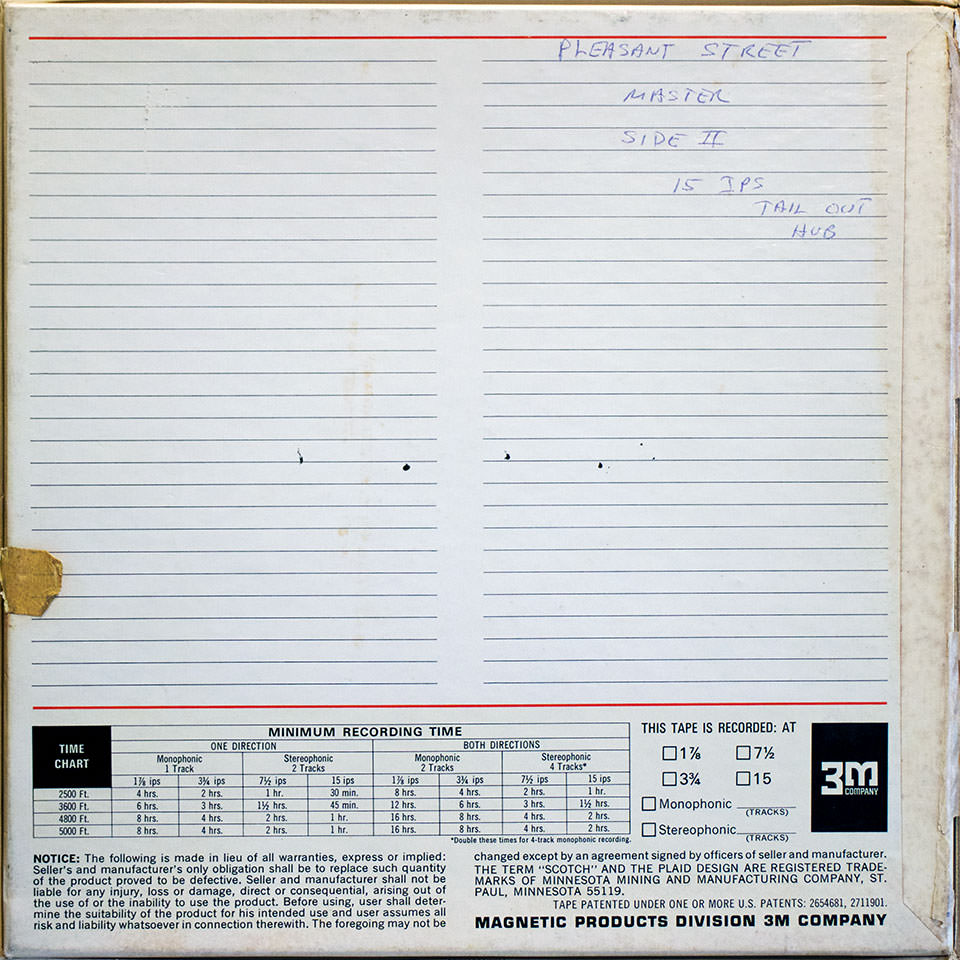 PLEASANT STREET
MASTER
SIDE II
15 IPS
TAIL OUT
HUB
TIME CHART
MINIMUM RECORDING TIME
ONE DIRECTION BOTH DIRECTIONS
Monophonic 1 Track Stereophonic 2 Tracks Monophonic 2 Tracks Stereophonic 4 Tracks*
1⅞ ips 3¾ ips 7½ ips 15 ips 1⅞ ips 3¾ ips 7½ ips 15 ips
2500 Ft. 4 hrs. 2 hrs. 1 hr. 30 min. 8 hrs. 4 hrs. 2 hrs. 1 hr.
3600 Ft. 6 hrs. 3 hrs. 1½ hrs. 45 min. 12 hrs. 6 hrs. 3 hrs. 1½ hrs.
4800 Ft. 8 hrs. 4 hrs. 2 hrs. 1 hr. 16 hrs. 8 hrs. 4 hrs. 2 hrs.
5000 Ft. 8 hrs. 4 hrs. 2 hrs. 1 hr. 16 hrs. 8 hrs. 4 hrs. 2 hrs.
*Double these times for 4-track monophonic recording.
THIS TAPE IS RECORDED: AT
1⅞ 7½
3¾ 15
Monophonic
(TRACKS)
Stereophonic
(TRACKS)
3M
COMPANY
NOTICE: The following is made in lieu of all warranties, express or implied:
Seller's and manufacturer's only obligation shall be to replace such quantity
of the product proved to be defective. Seller and manufacturer shall not be
liable for any injury, loss or damage, direct or consequential, arising out of
the use of or the inability to use the product. Before using, user shall deter-
mine the suitability of the product for his intended use and user assumes all
risk and liability whatsoever in connection therewith. The foregoing may not be
changed except by an agreement signed by officers of seller and manufacturer.
THE TERM "SCOTCH" AND THE PLAID DESIGN ARE REGISTERED TRADE-
MARKS OF MINNESOTA MINING AND MANUFACTURING COMPANY, ST.
PAUL, MINNESOTA 55119.
TAPE PATENTED UNDER ONE OR MORE U.S. PATENTS: 2654681, 2711901.
MAGNETIC PRODUCTS DIVISION 3M COMPANY